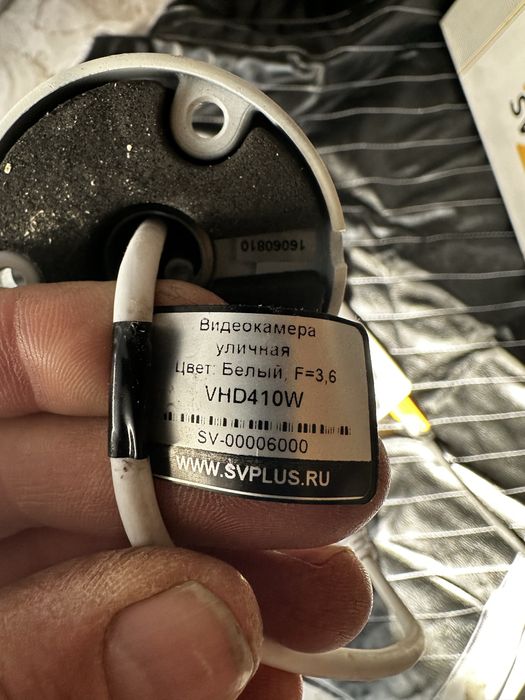 16060810
Видеокамера
уличная
Цвет: Белый, F=3,6
VHD410W
SV-00006000
WWW.SVPLUS.RU